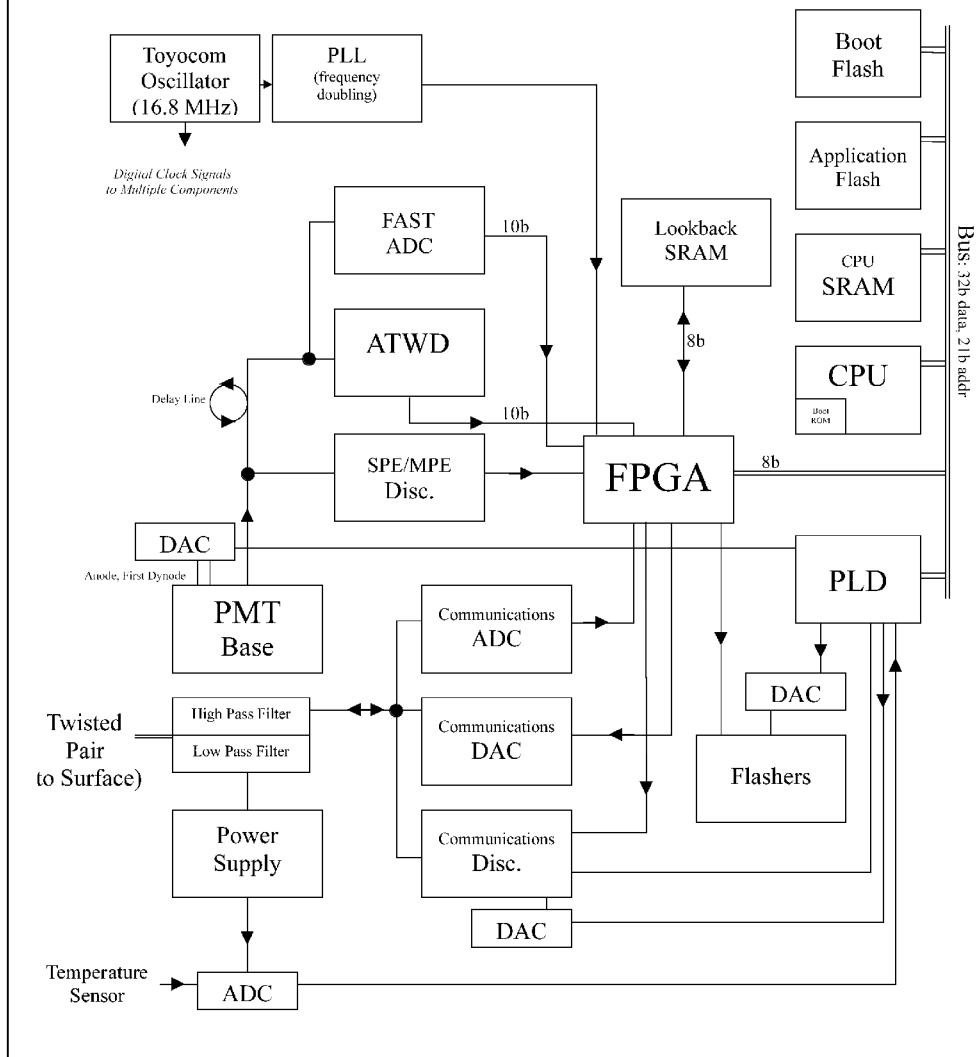 Toyocom
Oscillator
(16.8 MHz)
PLL
(frequency
doubling)
Digital Clock Signals
to Multiple Components
Boot
Flash
Application
Flash
CPU
SRAM
CPU
Boot
ROM
Bus: 32b data, 21b addr
FAST
ADC
10b
Lookback
SRAM
8b
ATWD
10b
Delay Line
SPE/MPE
Disc.
FPGA
8b
DAC
Anode, First Dynode
PMT
Base
PLD
Communications
ADC
DAC
High Pass Filter
Low Pass Filter
Twisted
Pair
to Surface)
Communications
DAC
Flashers
Power
Supply
Communications
Disc.
DAC
Temperature
Sensor
ADC